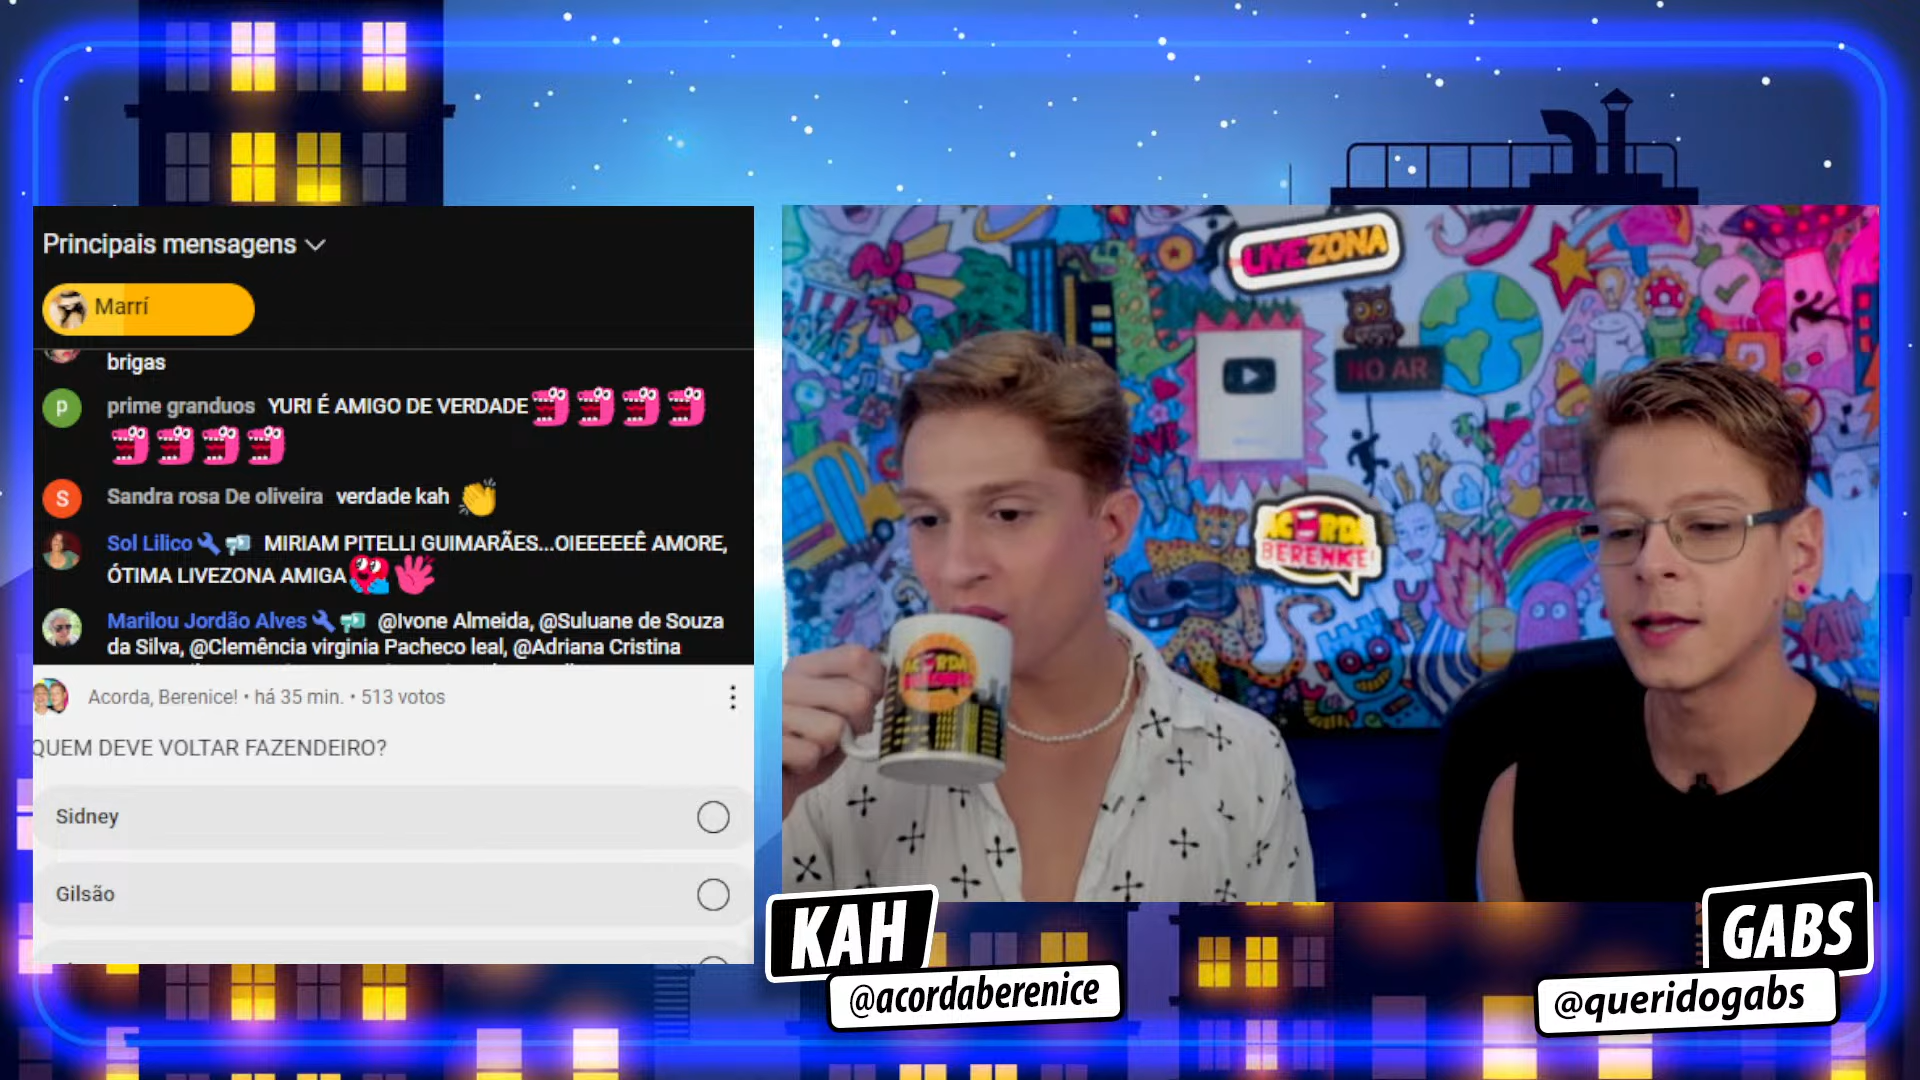 Principais mensagens
Marrí
brigas
prime granduos YURI É AMIGO DE VERDADE
Sandra rosa De oliveira verdade kah
Sol Lilico MIRIAM PITELLI GUIMARÃES...OIEEEEEÊ AMORE,
ÓTIMA LIVEZONA AMIGA
Marilou Jordão Alves @Ivone Almeida, @Suluane de Souza
da Silva, @Clemência virginia Pacheco leal, @Adriana Cristina
Acorda, Berenice! • há 35 min. • 513 votos
QUEM DEVE VOLTAR FAZENDEIRO?
Sidney
Gilsão
LIVEZONA
NO AR
ACORDA
BERENICE!
ACORDA
BERENICE
KAH
@acordaberenice
GABS
@queridogabs